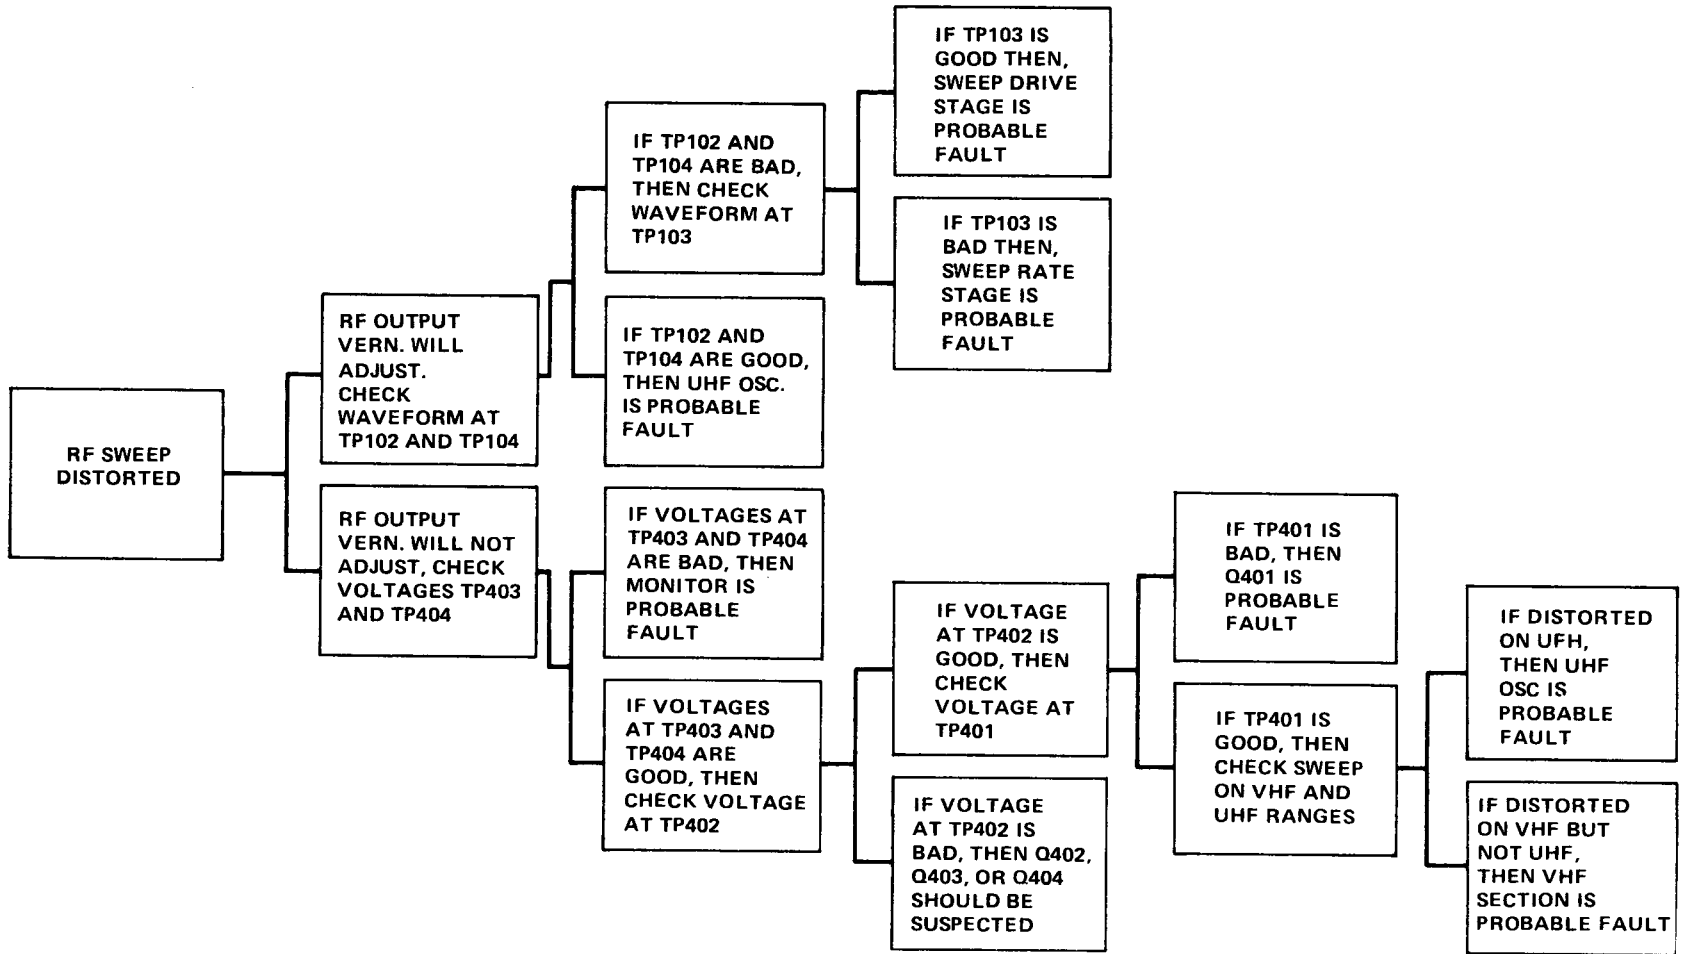 RF SWEEP
DISTORTED
RF OUTPUT
VERN. WILL
ADJUST.
CHECK
WAVEFORM AT
TP102 AND TP104
RF OUTPUT
VERN. WILL NOT
ADJUST, CHECK
VOLTAGES TP403
AND TP404
IF TP102 AND
TP104 ARE BAD,
THEN CHECK
WAVEFORM AT
TP103
IF TP102 AND
TP104 ARE GOOD,
THEN UHF OSC.
IS PROBABLE
FAULT
IF VOLTAGES AT
TP403 AND TP404
ARE BAD, THEN
MONITOR IS
PROBABLE
FAULT
IF VOLTAGES
AT TP403 AND
TP404 ARE
GOOD, THEN
CHECK VOLTAGE
AT TP402
IF TP103 IS
GOOD THEN,
SWEEP DRIVE
STAGE IS
PROBABLE
FAULT
IF TP103 IS
BAD THEN,
SWEEP RATE
STAGE IS
PROBABLE
FAULT
IF VOLTAGE
AT TP402 IS
GOOD, THEN
CHECK
VOLTAGE AT
TP401
IF VOLTAGE
AT TP402 IS
BAD, THEN Q402,
Q403, OR Q404
SHOULD BE
SUSPECTED
IF TP401 IS
BAD, THEN
Q401 IS
PROBABLE
FAULT
IF TP401 IS
GOOD, THEN
CHECK SWEEP
ON VHF AND
UHF RANGES
IF DISTORTED
ON UFH,
THEN UHF
OSC IS
PROBABLE
FAULT
IF DISTORTED
ON VHF BUT
NOT UHF,
THEN VHF
SECTION IS
PROBABLE FAULT